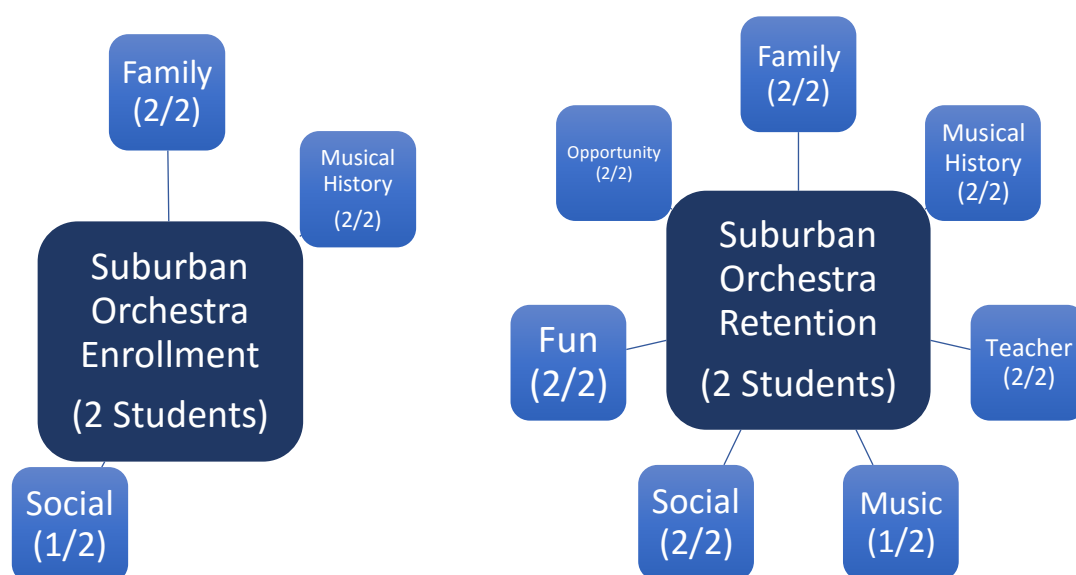 Family
(2/2)
Musical
History
(2/2)
Suburban
Orchestra
Enrollment
(2 Students)
Social
(1/2)
Family
(2/2)
Opportunity
(2/2)
Musical
History
(2/2)
Suburban
Orchestra
Retention
(2 Students)
Fun
(2/2)
Teacher
(2/2)
Social
(2/2)
Music
(1/2)